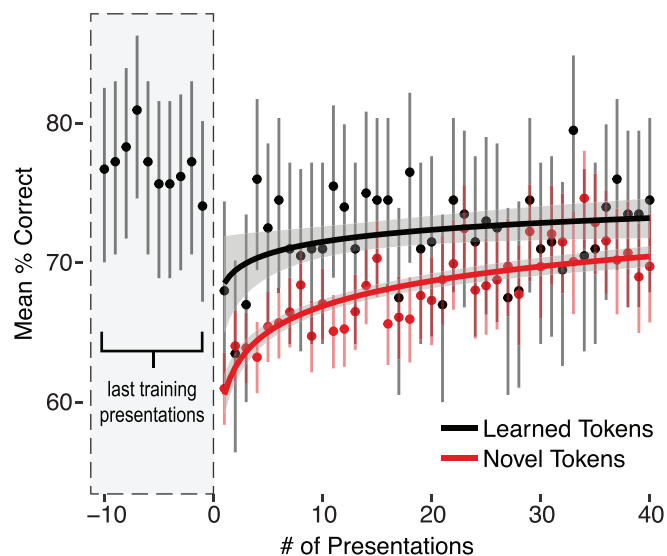 80
70
60
Mean % Correct
last training
presentations
Learned Tokens
Novel Tokens
−10
0
10
20
30
40
# of Presentations